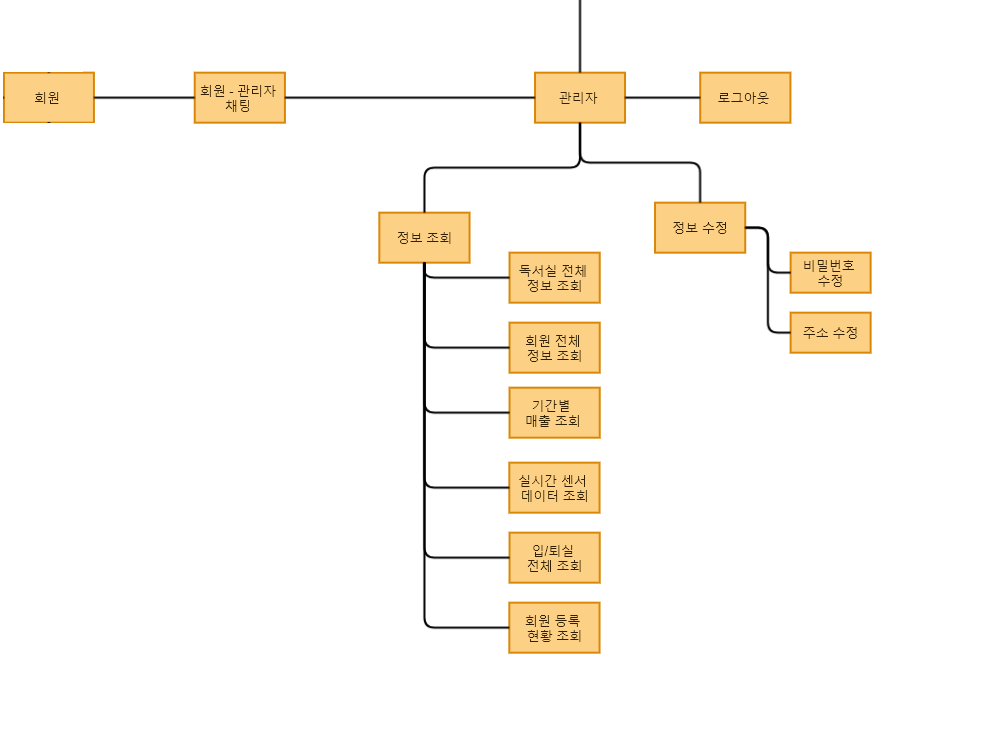 회원
회원 - 관리자
채팅
관리자
로그아웃
정보 조회
정보 수정
독서실 전체
정보 조회
비밀번호
수정
주소 수정
회원 전체
정보 조회
기간별
매출 조회
실시간 센서
데이터 조회
입/퇴실
전체 조회
회원 등록
현황 조회